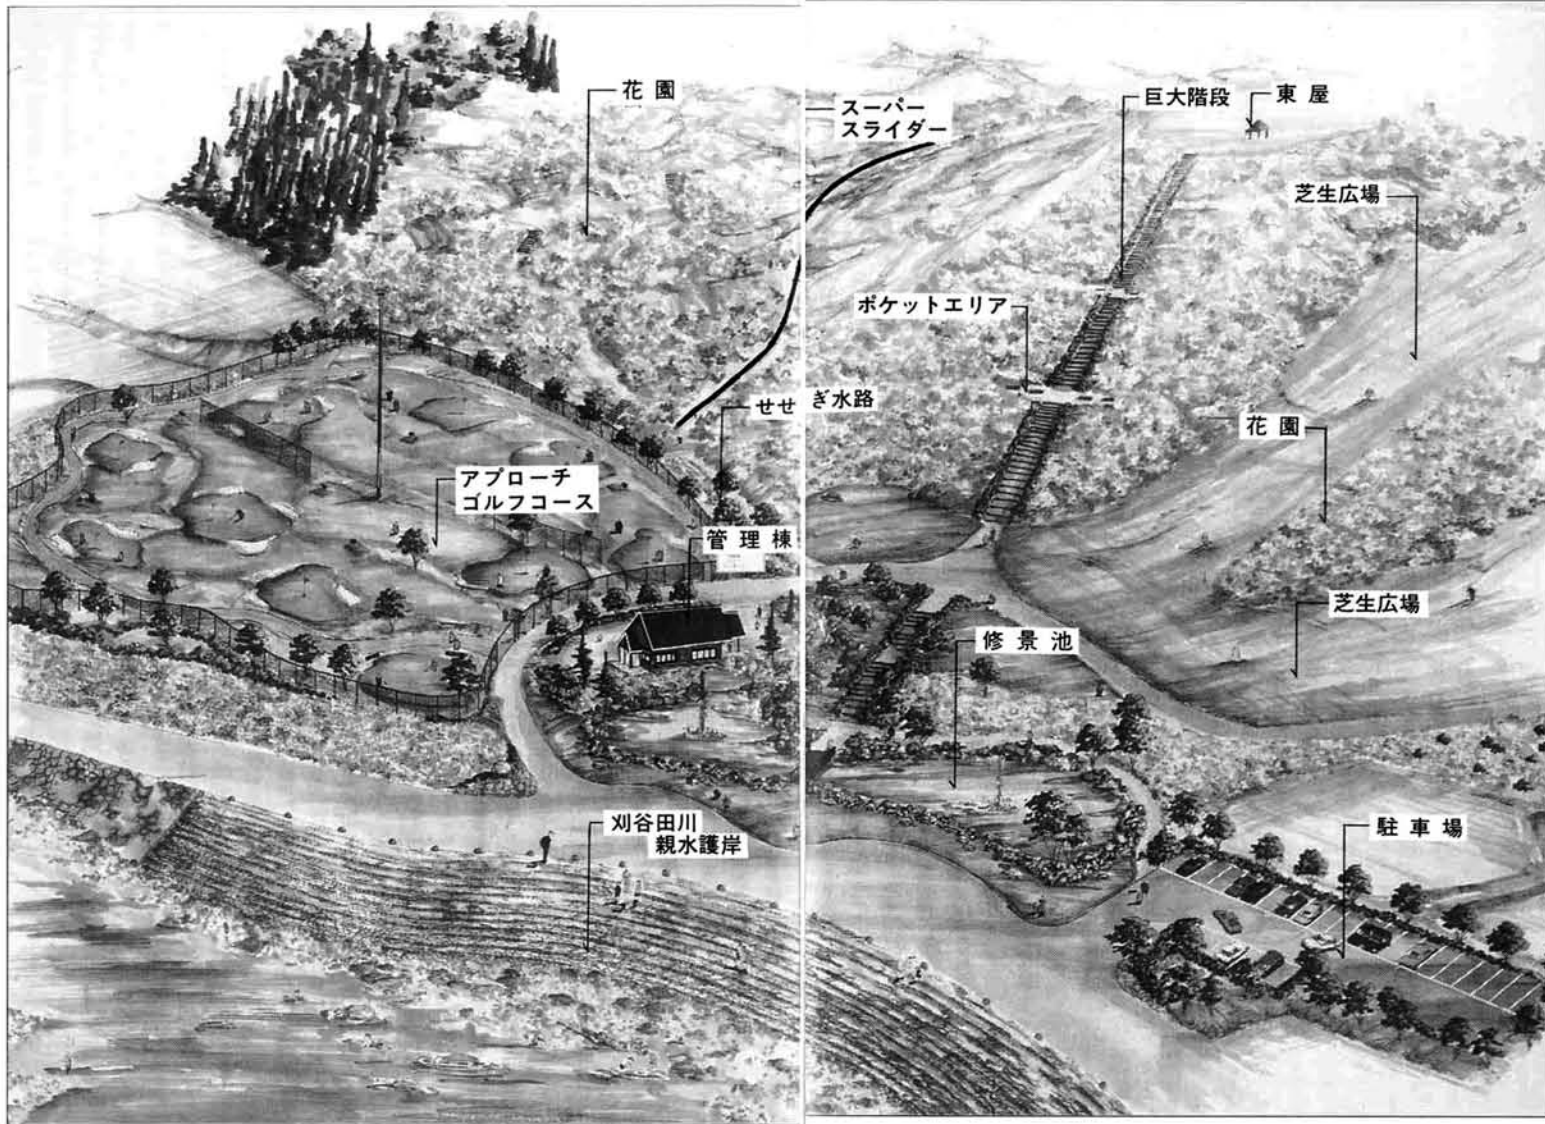 花園
スーパー
スライダー
巨大階段
東屋
芝生広場
ポケットエリア
せせ ぎ水路
花園
アプローチ
ゴルフコース
管理棟
芝生広場
修景池
刈谷田川
親水護岸
駐車場